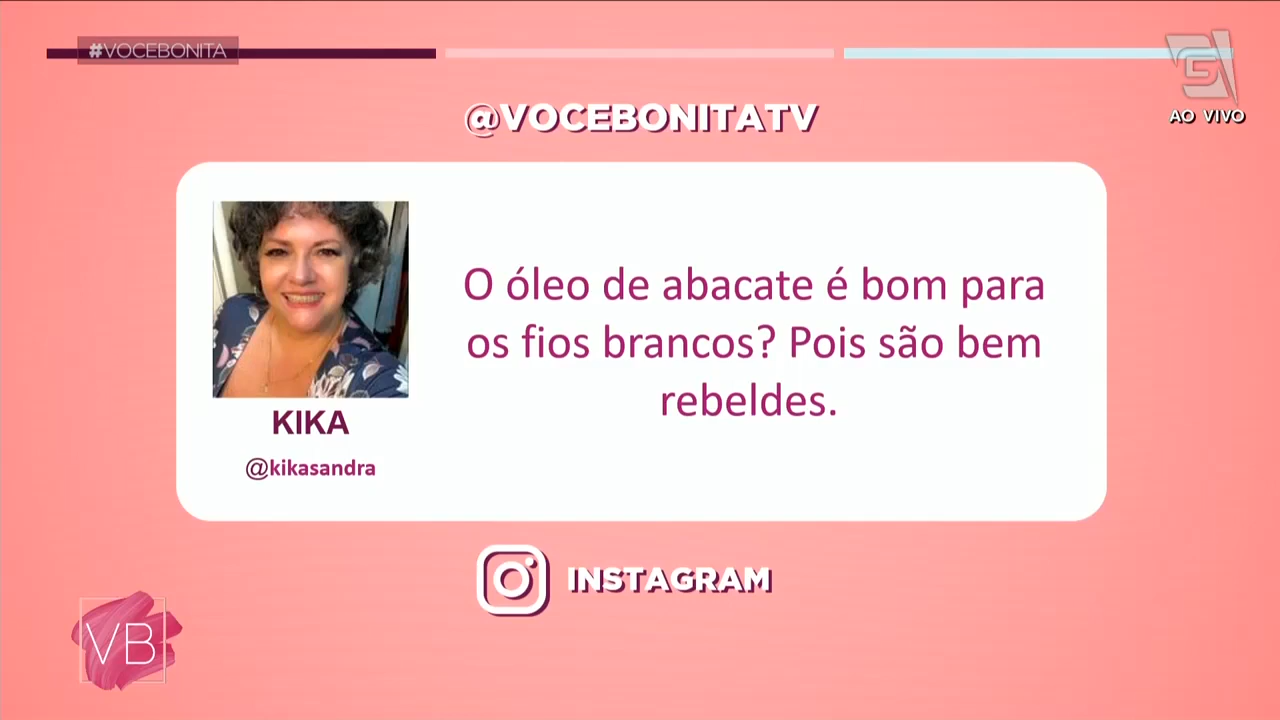 #VOCEBONITA
AO VIVO
@VOCEBONITATV
O óleo de abacate é bom para
os fios brancos? Pois são bem
rebeldes.
KIKA
@kikasandra
INSTAGRAM
VB